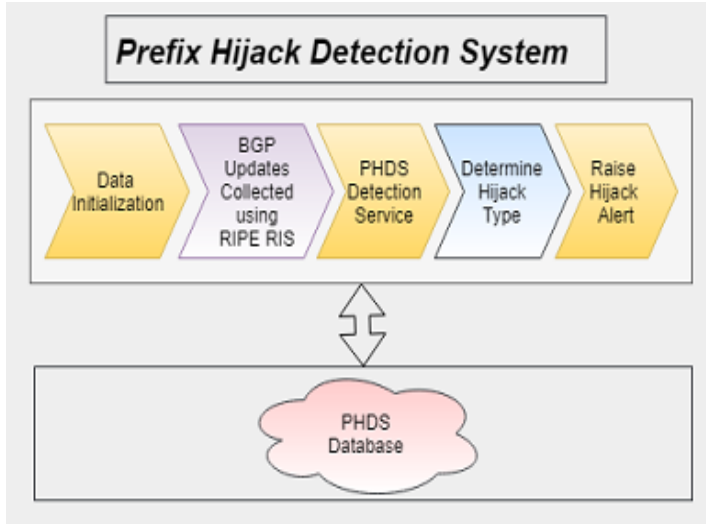 Prefix Hijack Detection System
Data
Initialization
BGP
Updates
Collected
using
RIPE RIS
PHDS
Detection
Service
Determine
Hijack
Type
Raise
Hijack
Alert
PHDS
Database